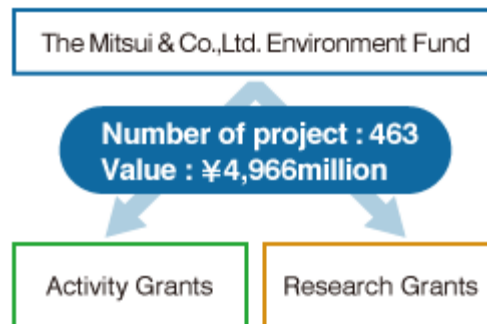 The Mitsui & Co.,Ltd. Environment Fund
Number of project : 463
Value : ¥4,966million
Activity Grants
Research Grants